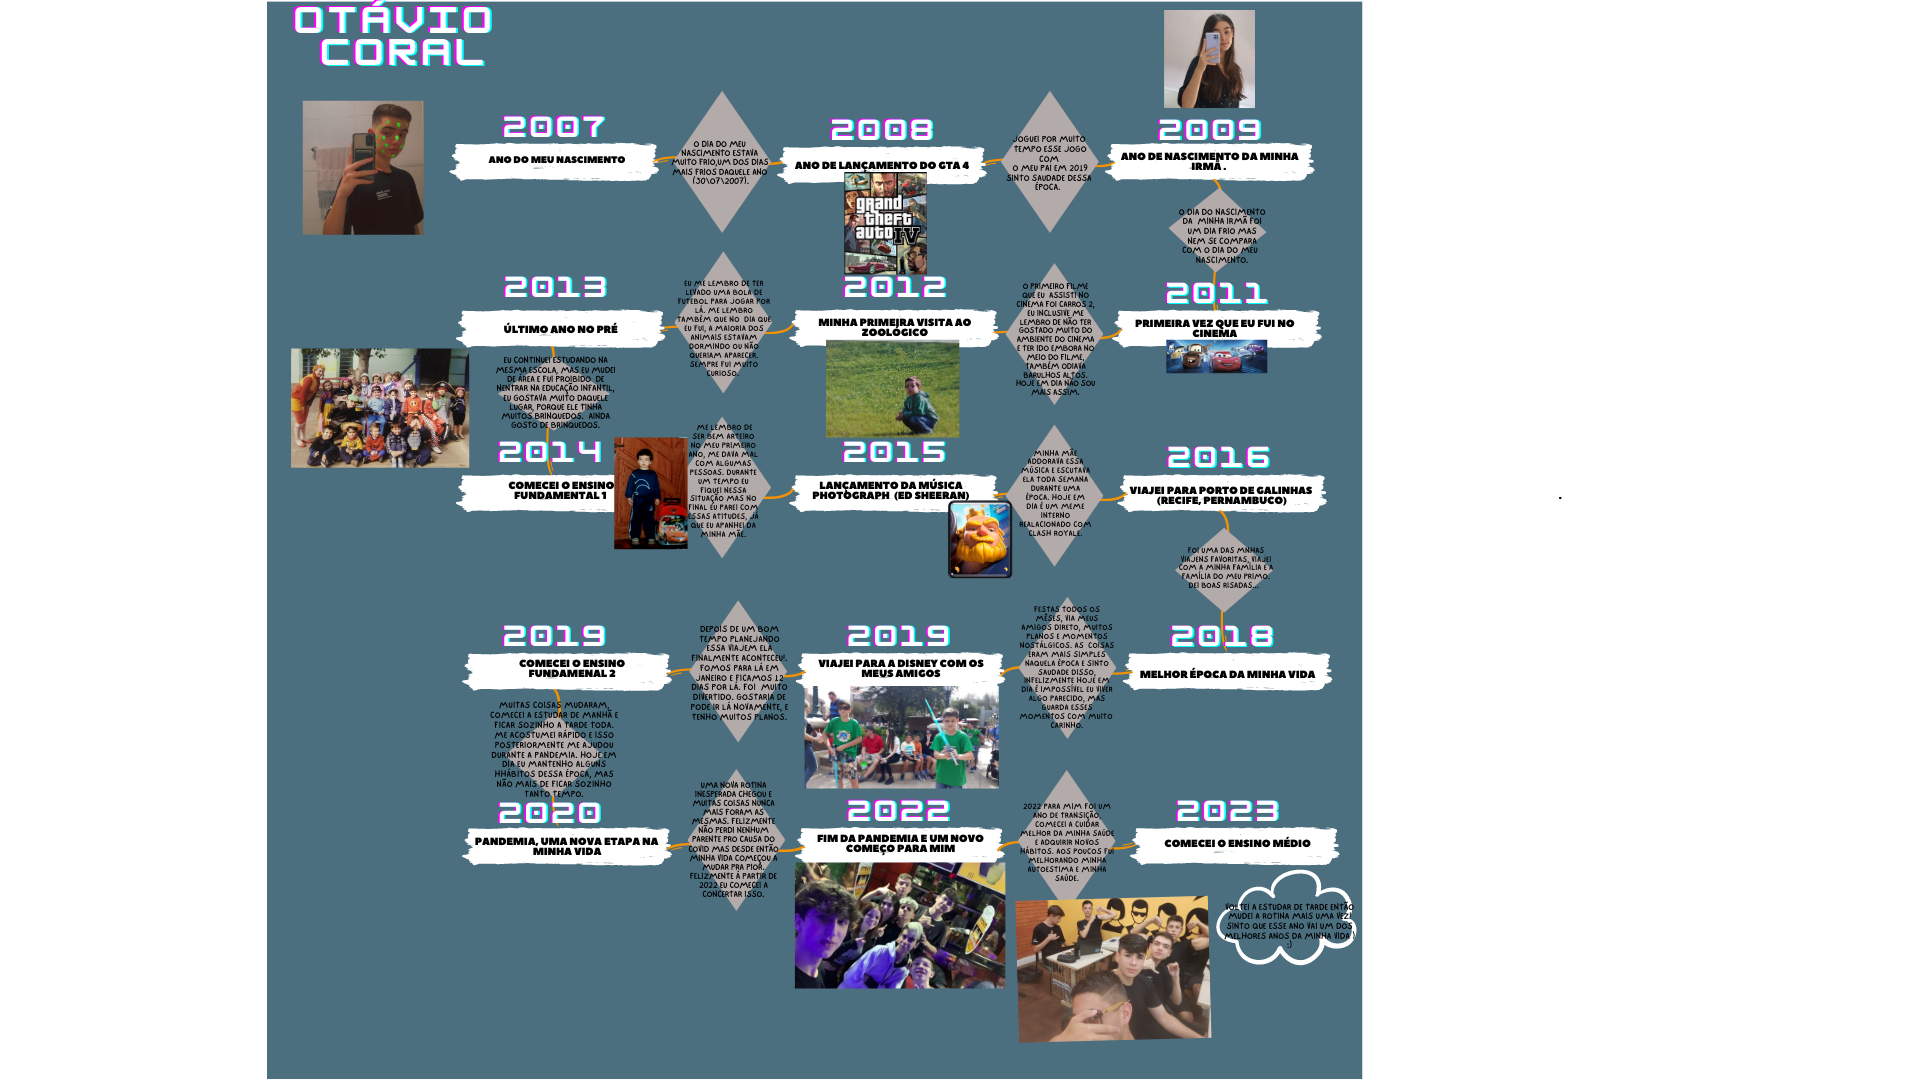 OTÁVIO
CORAL
2007
ANO DO MEU NASCIMENTO
O DIA DO MEU
NASCIMENTO ESTAVA
MUITO FRIO,UM DOS DIAS
MAIS FRIOS DAQUELE ANO
(30\07\2007).
2008
ANO DE LANÇAMENTO DO GTA 4
grand
theft
auto
IV
JOGUEI POR MUITO
TEMPO ESSE JOGO
COM
O MEU PAI EM 2019
SINTO SAUDADE DESSA
ÉPOCA.
2009
ANO DE NASCIMENTO DA MINHA
IRMÃ .
O DIA DO NASCIMENTO
DA MINHA IRMÃ FOI
UM DIA FRIO MAS
NEM SE COMPARA
COM O DIA DO MEU
NASCIMENTO.
2011
PRIMEIRA VEZ QUE EU FUI NO
CINEMA
O PRIMEIRO FILME
QUE EU ASSISTI NO
CINEMA FOI CARROS 2,
EU INCLUSIVE ME
LEMBRO DE NÃO TER
GOSTADO MUITO DO
AMBIENTE DO CINEMA
E TER IDO EMBORA NO
MEIO DO FILME,
TAMBÉM ODIAVA
BARULHOS ALTOS.
HOJE EM DIA NÃO SOU
MAIS ASSIM.
2012
MINHA PRIMEIRA VISITA AO
ZOOLÓGICO
EU ME LEMBRO DE TER
LEVADO UMA BOLA DE
FUTEBOL PARA JOGAR POR
LÁ. ME LEMBRO
TAMBÉM QUE NO DIA QUE
EU FUI, A MAIORIA DOS
ANIMAIS ESTAVAM
DORMINDO OU NÃO
QUERIAM APARECER.
SEMPRE FUI MUITO
CURIOSO.
2013
ÚLTIMO ANO NO PRÉ
EU CONTINUEI ESTUDANDO NA
MESMA ESCOLA, MAS EU MUDEI
DE ÁREA E FUI PROIBIDO DE
NENTRAR NA EDUCAÇÃO INFANTIL,
EU GOSTAVA MUITO DAQUELE
LUGAR, PORQUE ELE TINHA
MUITOS BRINQUEDOS. AINDA
GOSTO DE BRINQUEDOS.
2014
COMECEI O ENSINO
FUNDAMENTAL 1
ME LEMBRO DE
SER BEM ARTEIRO
NO MEU PRIMEIRO
ANO, ME DAVA MAL
COM ALGUMAS
PESSOAS. DURANTE
UM TEMPO EU
FIQUEI NESSA
SITUAÇÃO MAS NO
FINAL EU PAREI COM
ESSAS ATITUDES, JÁ
QUE EU APANHEI DA
MINHA MÃE.
2015
LANÇAMENTO DA MÚSICA
PHOTOGRAPH (ED SHEERAN)
MINHA MÃE
ADDORAVA ESSA
MÚSICA E ESCUTAVA
ELA TODA SEMANA
DURANTE UMA
ÉPOCA. HOJE EM
DIA É UM MEME
INTERNO
REALACIONADO COM
CLASH ROYALE.
2016
VIAJEI PARA PORTO DE GALINHAS
(RECIFE, PERNAMBUCO)
FOI UMA DAS MNHAS
VIAJENS FAVORITAS, VIAJEI
COM A MINHA FAMÍLIA E A
FAMÍLIA DO MEU PRIMO.
DEI BOAS RISADAS...
2018
MELHOR ÉPOCA DA MINHA VIDA
FESTAS TODOS OS
MÊSES, VIA MEUS
AMIGOS DIRETO, MUITOS
PLANOS E MOMENTOS
NOSTÁLGICOS. AS COISAS
ERAM MAIS SIMPLES
NAQUELA ÉPOCA E SINTO
SAUDADE DISSO,
INFELIZMENTE HOJE EM
DIA É IMPOSSÍVEL EU VIVER
ALGO PARECIDO, MAS
GUARDA ESSES
MOMENTOS COM MUITO
CARINHO.
2019
VIAJEI PARA A DISNEY COM OS
MEUS AMIGOS
DEPOIS DE UM BOM
TEMPO PLANEJANDO
ESSA VIAJEM ELA
FINALMENTE ACONTECEU!.
FOMOS PARA LÁ EM
JANEIRO E FICAMOS 12
DIAS POR LÁ. FOI MUITO
DIVERTIDO. GOSTARIA DE
PODE IR LÁ NOVAMENTE, E
TENHO MUITOS PLANOS.
2019
COMECEI O ENSINO
FUNDAMENAL 2
MUITAS COISAS MUDARAM,
COMECEI A ESTUDAR DE MANHÃ E
FICAR SOZINHO A TARDE TODA.
ME ACOSTUMEI RÁPIDO E ISSO
POSTERIORMENTE ME AJUDOU
DURANTE A PANDEMIA. HOJE EM
DIA EU MANTENHO ALGUNS
HHÁBITOS DESSA ÉPOCA, MAS
NÃO MAIS DE FICAR SOZINHO
TANTO TEMPO.
2020
PANDEMIA, UMA NOVA ETAPA NA
MINHA VIDA
UMA NOVA ROTINA
INESPERADA CHEGOU E
MUITAS COISAS NUNCA
MAIS FORAM AS
MESMAS. FELIZMENTE
NÃO PERDI NENHUM
PARENTE PRO CAUSA DO
COVID MAS DESDE ENTÃO
MINHA VIDA COMEÇOU A
MUDAR PRA PIOR.
FELIZMENTE Á PARTIR DE
2022 EU COMECEI A
CONCERTAR ISSO.
2022
FIM DA PANDEMIA E UM NOVO
COMEÇO PARA MIM
2022 PARA MIM FOI UM
ANO DE TRANSIÇÃO,
COMECEI A CUIDAR
MELHOR DA MINHA SAÚDE
E ADQUIRIR NOVOS
HÁBITOS. AOS POUCOS FUI
MELHORANDO MINHA
AUTOESTIMA E MINHA
SAÚDE.
2023
COMECEI O ENSINO MÉDIO
VOLTEI A ESTUDAR DE TARDE ENTÃO
MUDEI A ROTINA MAIS UMA VEZ!
SINTO QUE ESSE ANO VAI UM DOS
MELHORES ANOS DA MINHA VIDA )
:)